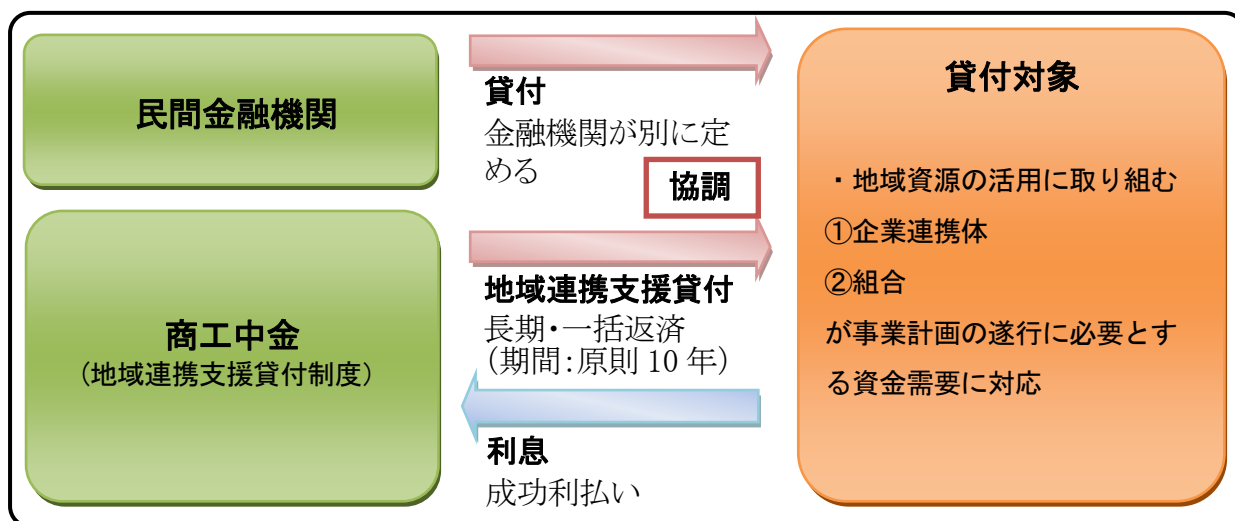 民間金融機関
貸付
金融機関が別に定
める
協調
商工中金
(地域連携支援貸付制度)
地域連携支援貸付
長期・一括返済
(期間:原則 10 年)
利息
成功利払い
貸付対象
・地域資源の活用に取り組む
①企業連携体
②組合
が事業計画の遂行に必要とす
る資金需要に対応